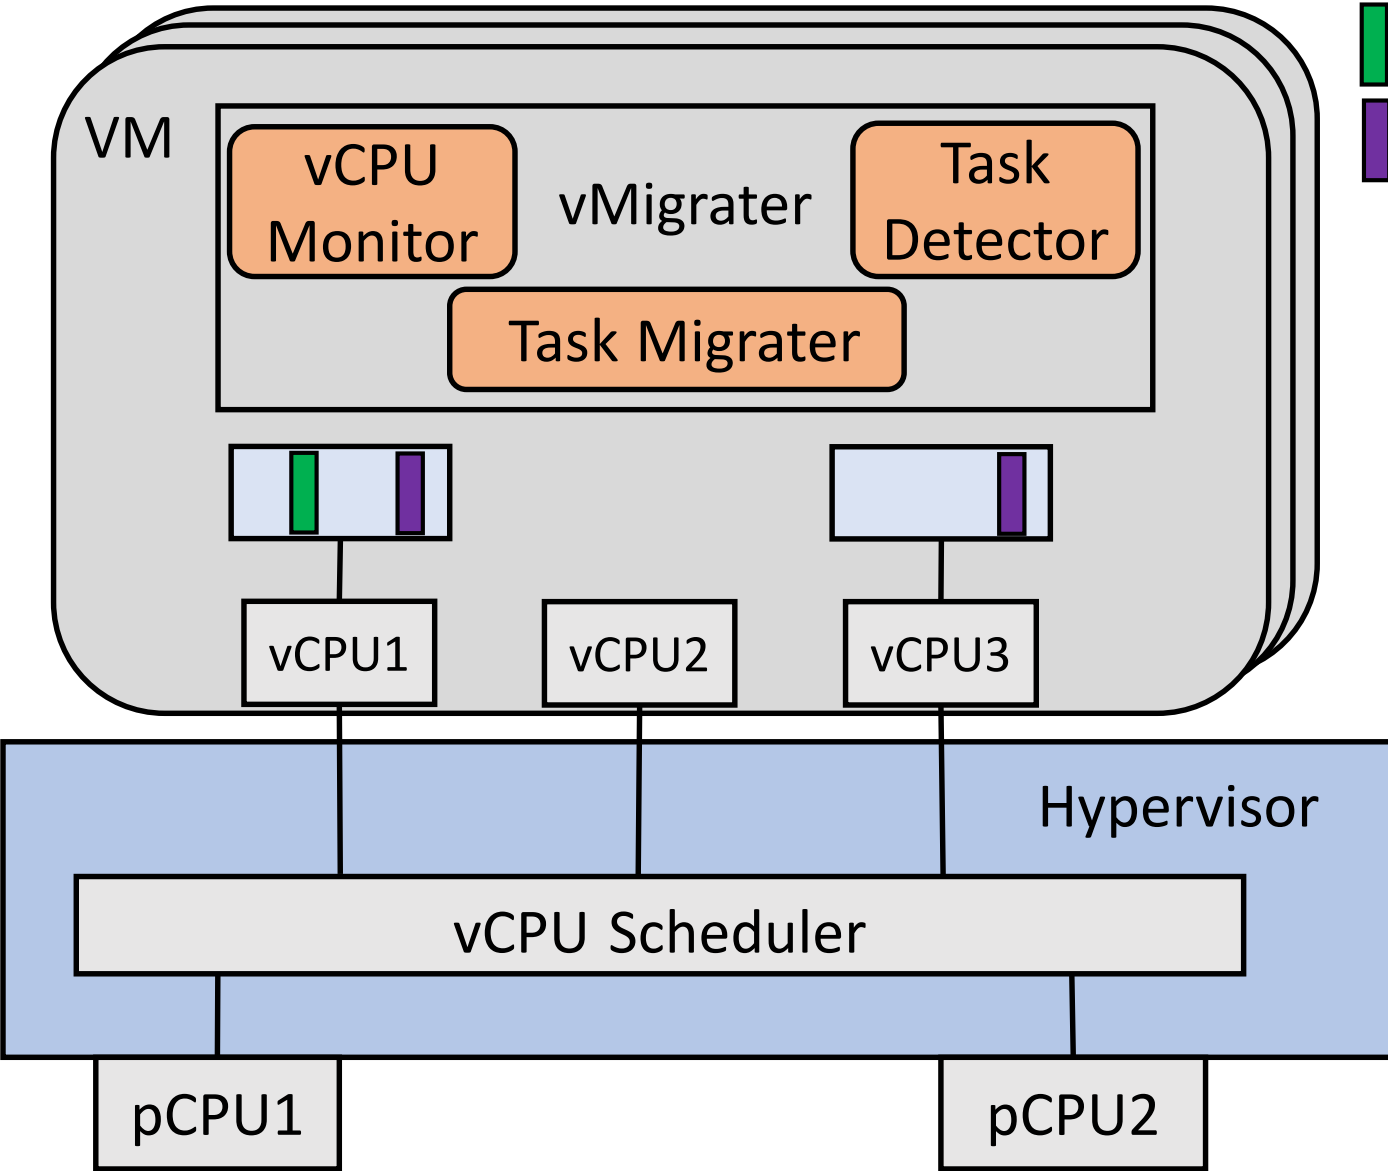 VM
vCPU
Monitor
vMigrater
Task
Detector
Task Migrater
vCPU1
vCPU2
vCPU3
Hypervisor
vCPU Scheduler
pCPU1
pCPU2